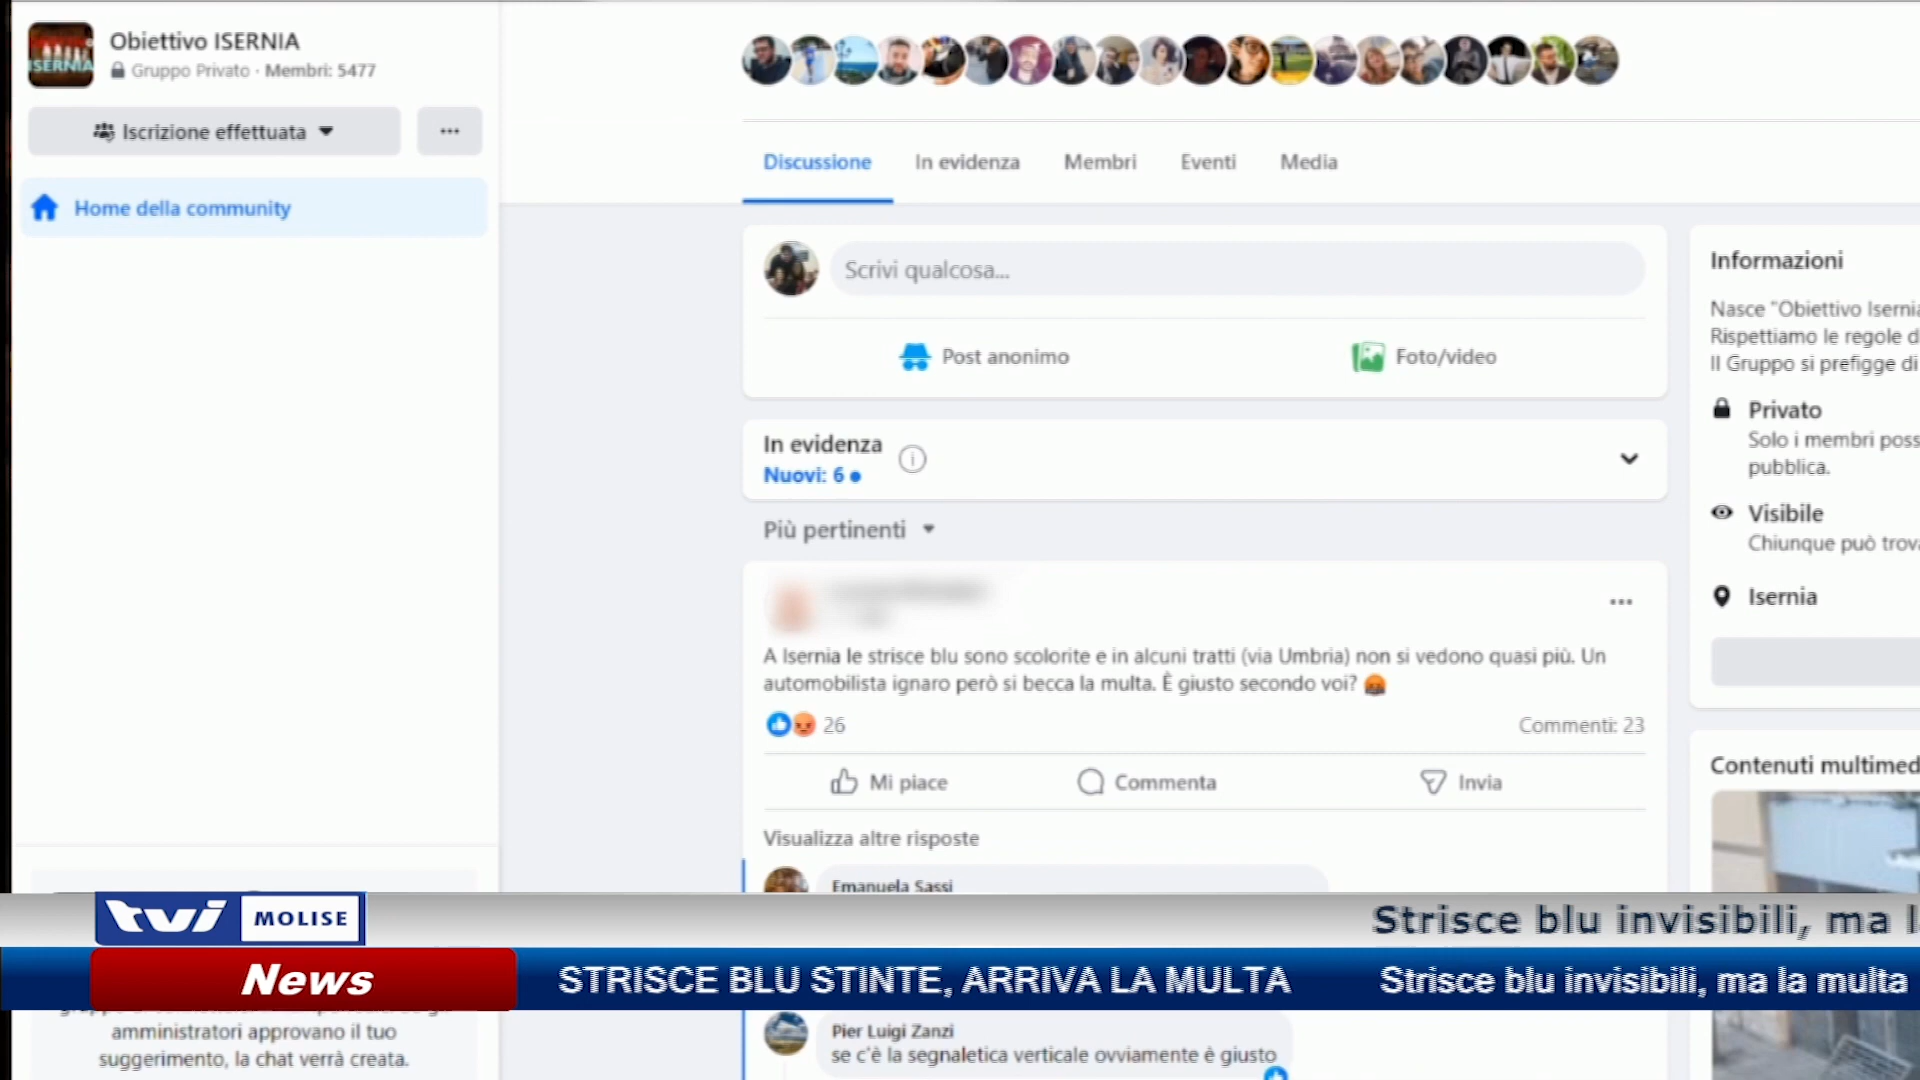 Obiettivo ISERNIA
Gruppo Privato · Membri: 5477
Iscrizione effettuata
Home della community
Discussione
In evidenza
Membri
Eventi
Media
Scrivi qualcosa...
Post anonimo
Foto/video
In evidenza
Nuovi: 6
Più pertinenti
A Isernia le strisce blu sono scolorite e in alcuni tratti (via Umbria) non si vedono quasi più. Un
automobilista ignaro però si becca la multa. È giusto secondo voi?
26
Commenti: 23
Mi piace
Commenta
Invia
Visualizza altre risposte
Emanuela Sassi
Informazioni
Nasce "Obiettivo Isernia
Rispettiamo le regole d
Il Gruppo si prefigge di
Privato
Solo i membri poss
pubblica.
Visibile
Chiunque può trova
Isernia
Contenuti multimed
tvi MOLISE
Strisce blu invisibili, ma l
News
STRISCE BLU STINTE, ARRIVA LA MULTA
Strisce blu invisibili, ma la multa
amministratori approvano il tuo
suggerimento, la chat verrà creata.
Pier Luigi Zanzi
se c'è la segnaletica verticale ovviamente è giusto